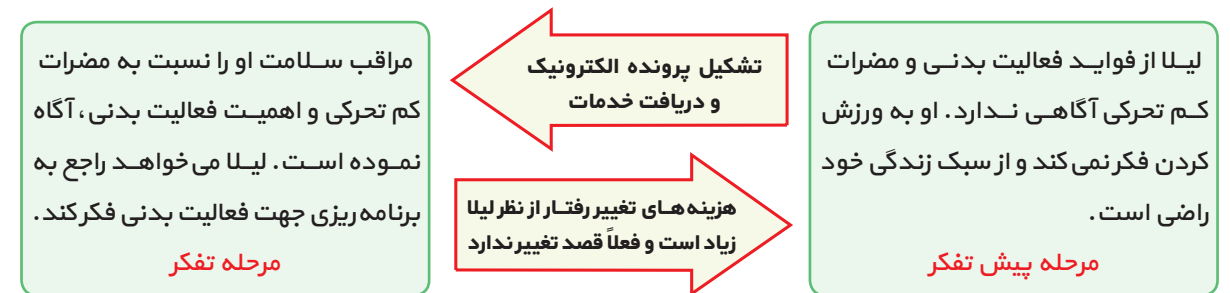 لیلا از فواید فعالیت بدنی و مضرات
کم تحرکی آگاهی ندارد. او به ورزش
کردن فکر نمی کند و از سبک زندگی خود
راضی است.
مرحله پیش تفکر
تشکیل پرونده الکترونیک
و دریافت خدمات
هزینه های تغییر رفتار از نظر لیلا
زیاد است و فعلاً قصد تغییر ندارد
مراقب سلامت او را نسبت به مضرات
کم تحرکی و اهمیت فعالیت بدنی، آگاه
نموده است. لیلا می خواهد راجع به
برنامه ریزی جهت فعالیت بدنی فکر کند.
مرحله تفکر